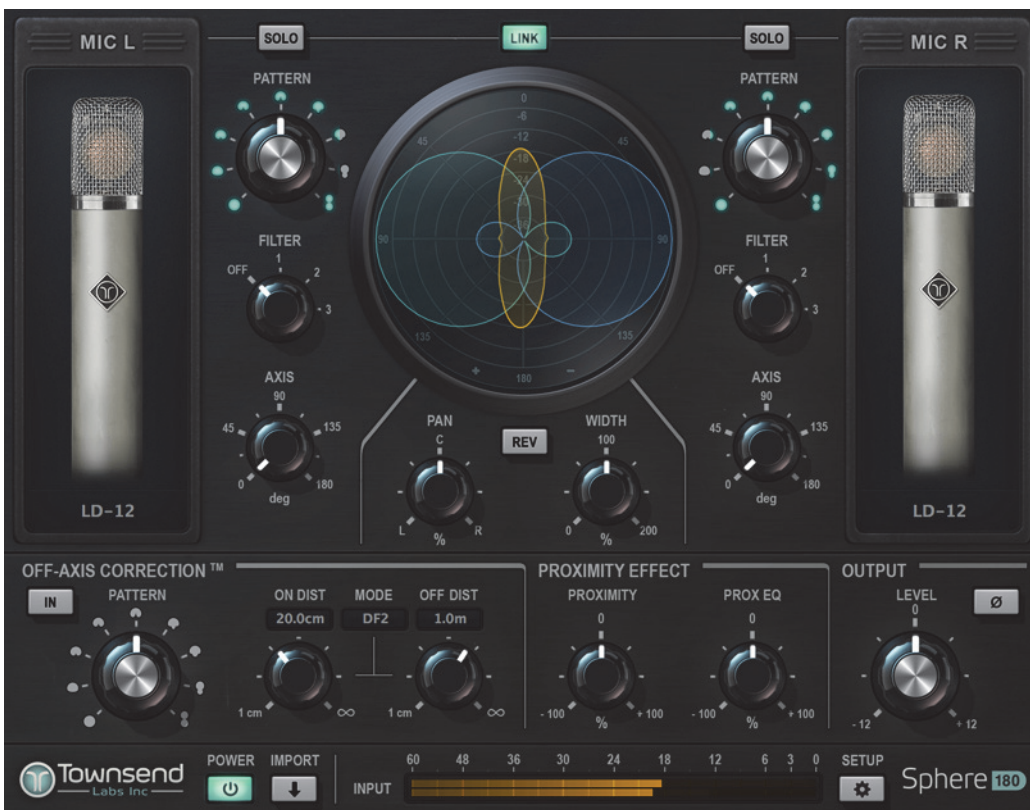 MIC L
SOLO
LINK
SOLO
MIC R
PATTERN
PATTERN
0
-6
-12
-18
-24
45
45
90
90
135
135
+
180
-
FILTER
OFF
1
2
3
FILTER
OFF
1
2
3
AXIS
0
45
90
135
180
deg
AXIS
0
45
90
135
180
deg
PAN
C
L
R
%
REV
WIDTH
100
0
200
%
LD-12
LD-12
OFF-AXIS CORRECTION ™
IN
PATTERN
ON DIST
MODE
OFF DIST
20.0cm
DF2
1.0m
1 cm
∞
1 cm
∞
PROXIMITY EFFECT
PROXIMITY
0
- 100
+ 100
%
PROX EQ
0
- 100
+ 100
%
OUTPUT
LEVEL
0
- 12
+ 12
Ø
Townsend
Labs Inc
POWER
IMPORT
INPUT
60 48 36 30 24 18 12 6 3 0
SETUP
Sphere 180